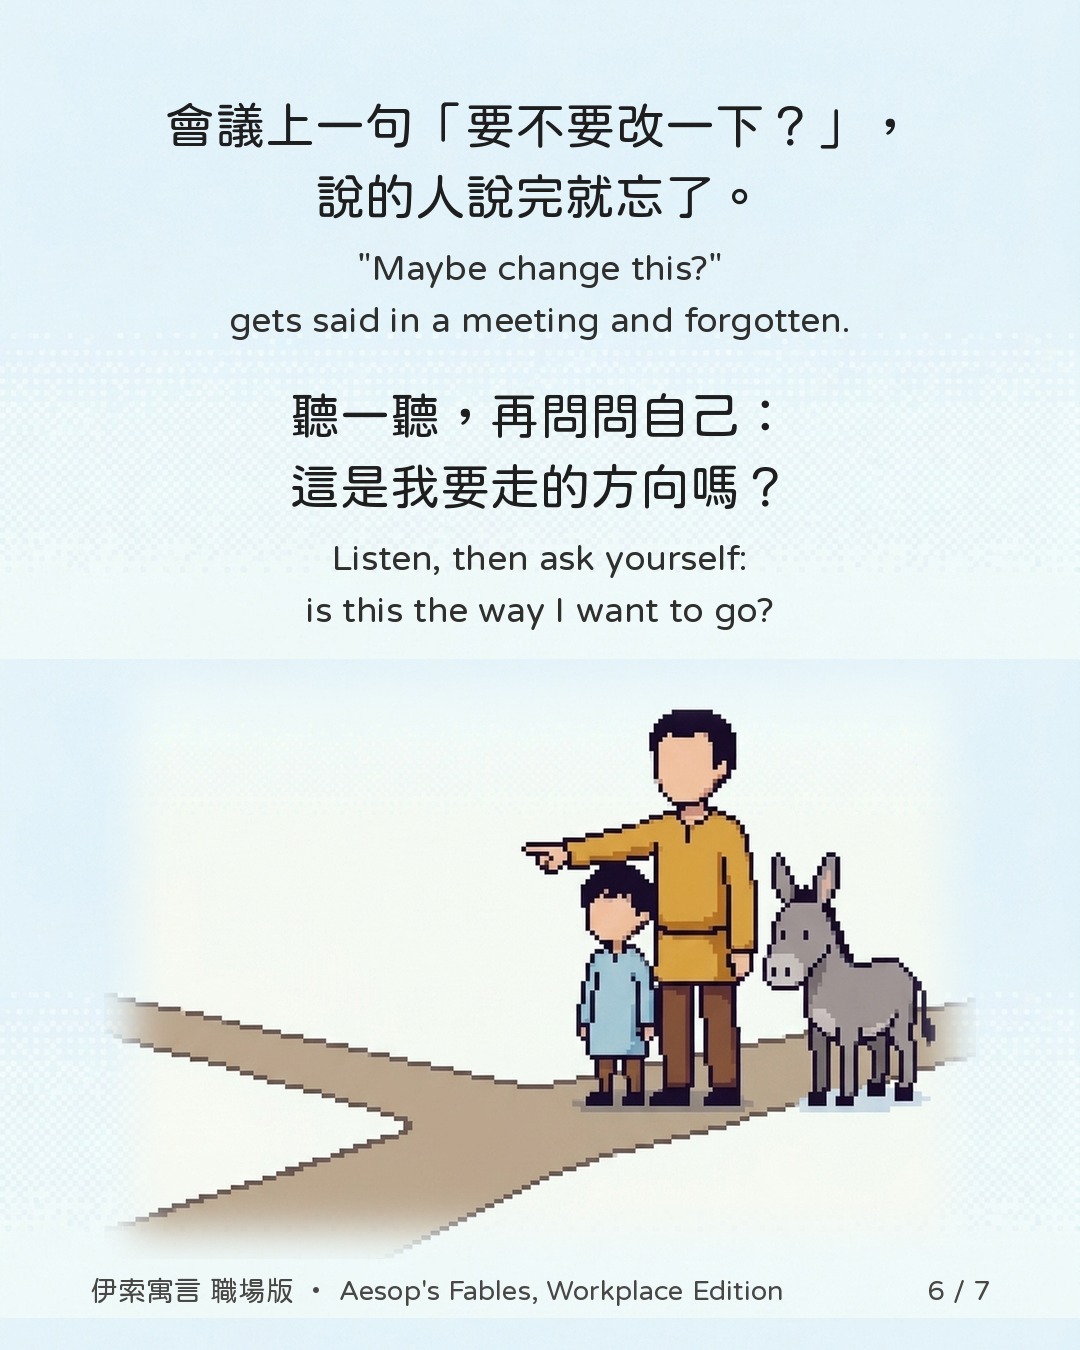 會議上一句「要不要改一下？」，
說的人說完就忘了。
"Maybe change this?"
gets said in a meeting and forgotten.
聽一聽，再問問自己：
這是我要走的方向嗎？
Listen, then ask yourself:
is this the way I want to go?
伊索寓言 職場版 • Aesop's Fables, Workplace Edition
6 / 7